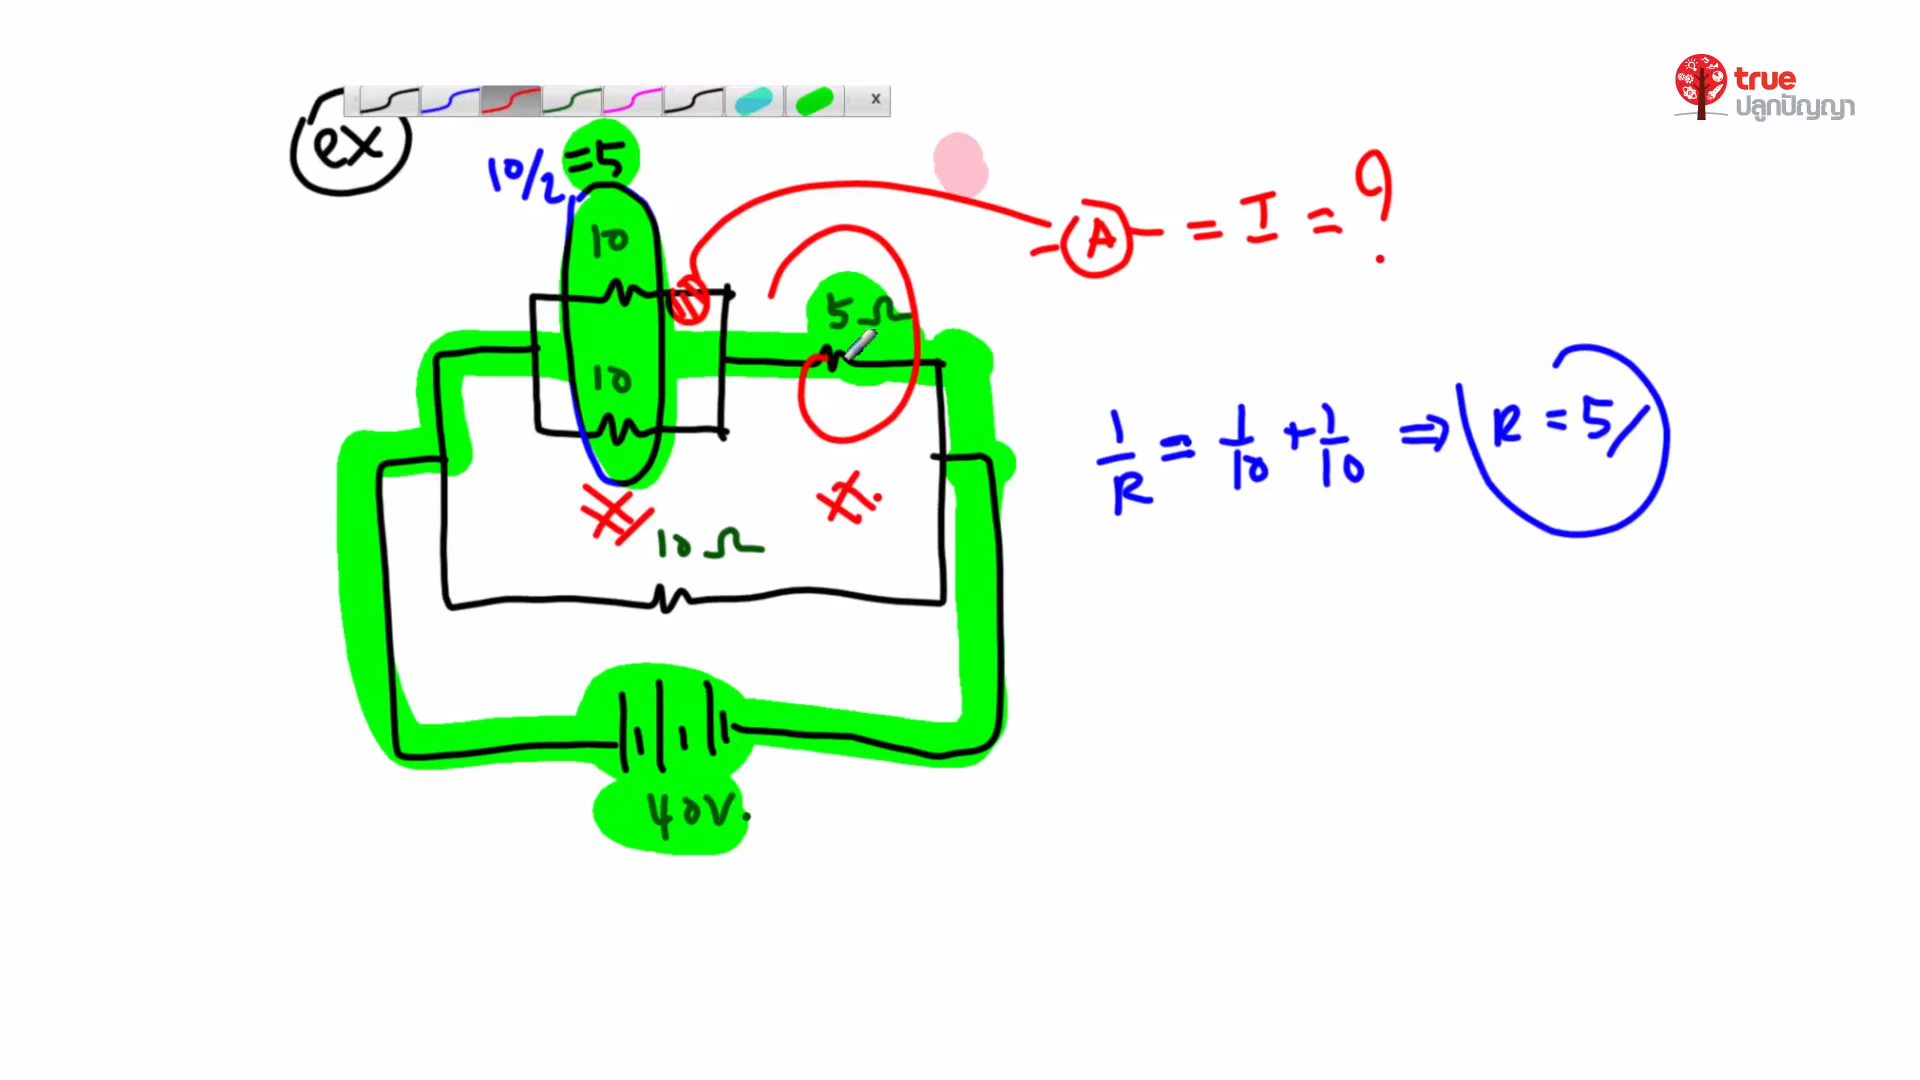 true
ปลูกปัญญา
x
ex
10/2 =5
10
A = I = ?
5Ω
10
1/R = 1/10 + 1/10 ⇒ R = 5/
10Ω
40V.